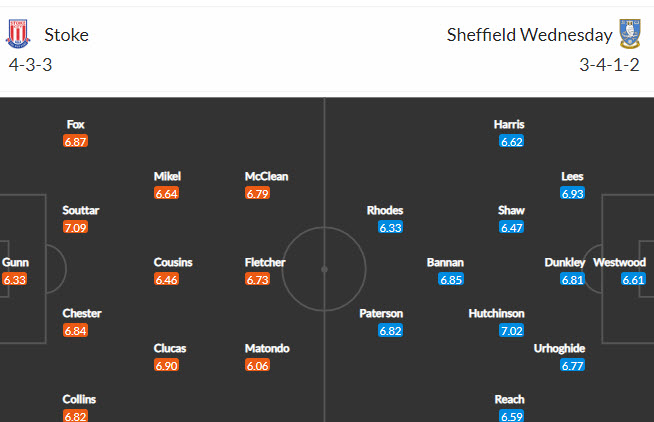 Stoke
Sheffield Wednesday
4-3-3
3-4-1-2
Fox
6.87
Harris
6.62
Mikel
6.64
McClean
6.79
Lees
6.93
Souttar
7.09
Rhodes
6.33
Shaw
6.47
Gunn
6.33
Cousins
6.46
Fletcher
6.73
Bannan
6.85
Dunkley
6.81
Westwood
6.61
Chester
6.84
Paterson
6.82
Hutchinson
7.02
Clucas
6.90
Matondo
6.06
Urhoghide
6.77
Collins
6.82
Reach
6.59